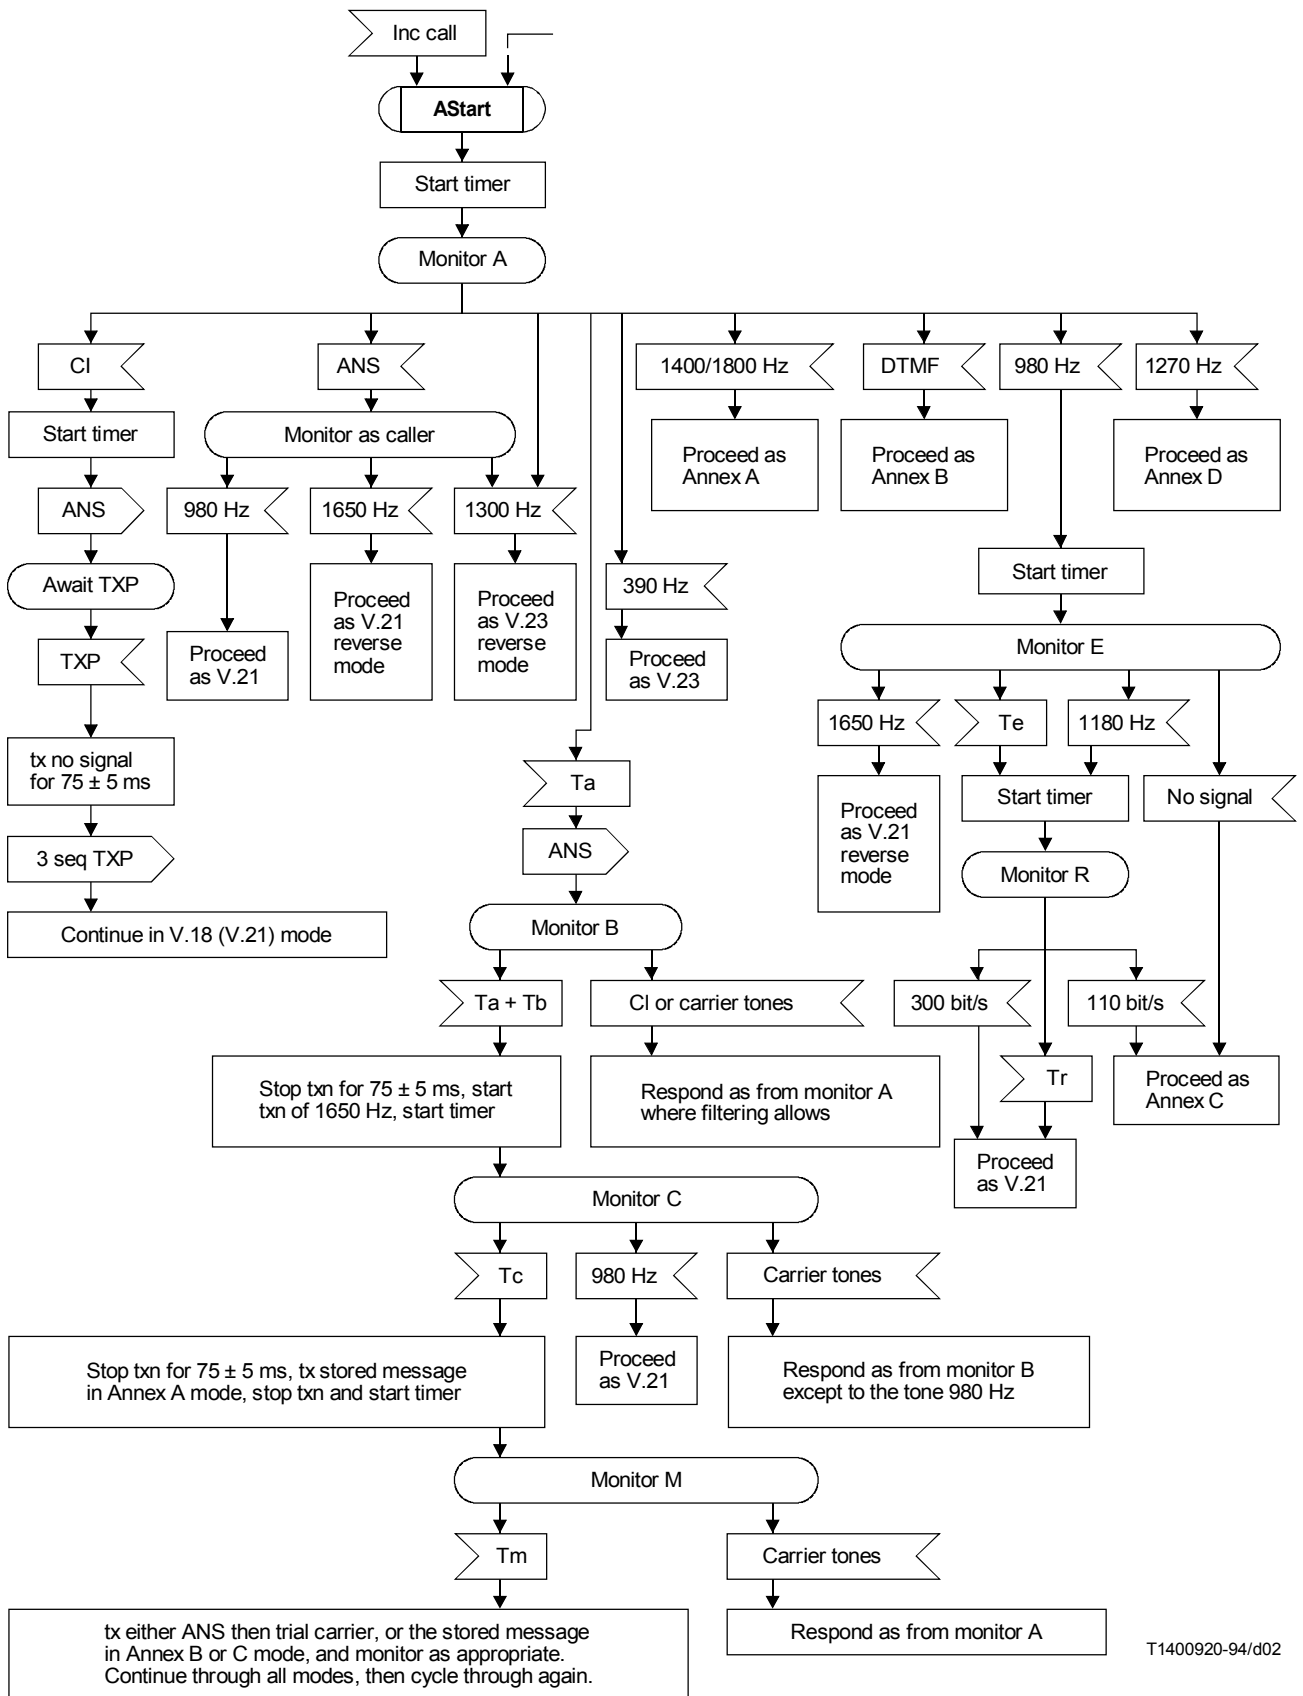 Inc call
AStart
Start timer
Monitor A
CI
ANS
1400/1800 Hz
DTMF
980 Hz
1270 Hz
Start timer
Monitor as caller
Proceed as
Annex A
Proceed as
Annex B
Proceed as
Annex D
ANS
980 Hz
1650 Hz
1300 Hz
Await TXP
Start timer
390 Hz
Proceed
as V.21
reverse
mode
Proceed
as V.23
reverse
mode
TXP
Proceed
as V.21
Proceed
as V.23
Monitor E
1650 Hz
Te
1180 Hz
tx no signal
for 75 ± 5 ms
Ta
Start timer
No signal
Proceed
as V.21
reverse
mode
3 seq TXP
ANS
Monitor R
Continue in V.18 (V.21) mode
Monitor B
Ta + Tb
CI or carrier tones
300 bit/s
110 bit/s
Stop txn for 75 ± 5 ms, start
txn of 1650 Hz, start timer
Respond as from monitor A
where filtering allows
Tr
Proceed as
Annex C
Proceed
as V.21
Monitor C
Tc
980 Hz
Carrier tones
Stop txn for 75 ± 5 ms, tx stored message
in Annex A mode, stop txn and start timer
Proceed
as V.21
Respond as from monitor B
except to the tone 980 Hz
Monitor M
Tm
Carrier tones
tx either ANS then trial carrier, or the stored message
in Annex B or C mode, and monitor as appropriate.
Continue through all modes, then cycle through again.
Respond as from monitor A
T1400920-94/d02